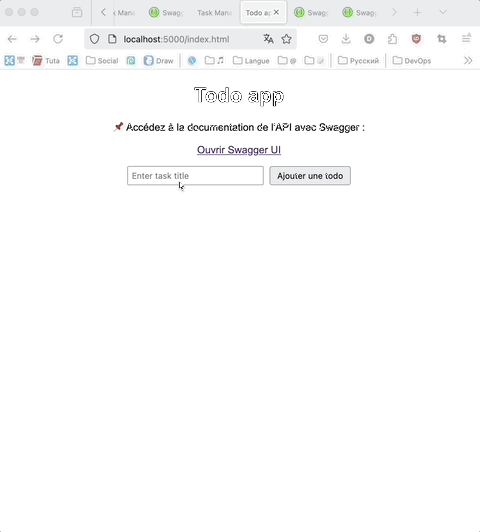 Swagg
Task Mana
Todo ap
Swagg
Swagg
localhost:5000/index.html
Tuta
Social
Draw
Langue
@
Русский
DevOps
Todo app
📌 Accédez à la documentation de l'API avec Swagger :
Ouvrir Swagger UI
Enter task title
Ajouter une todo